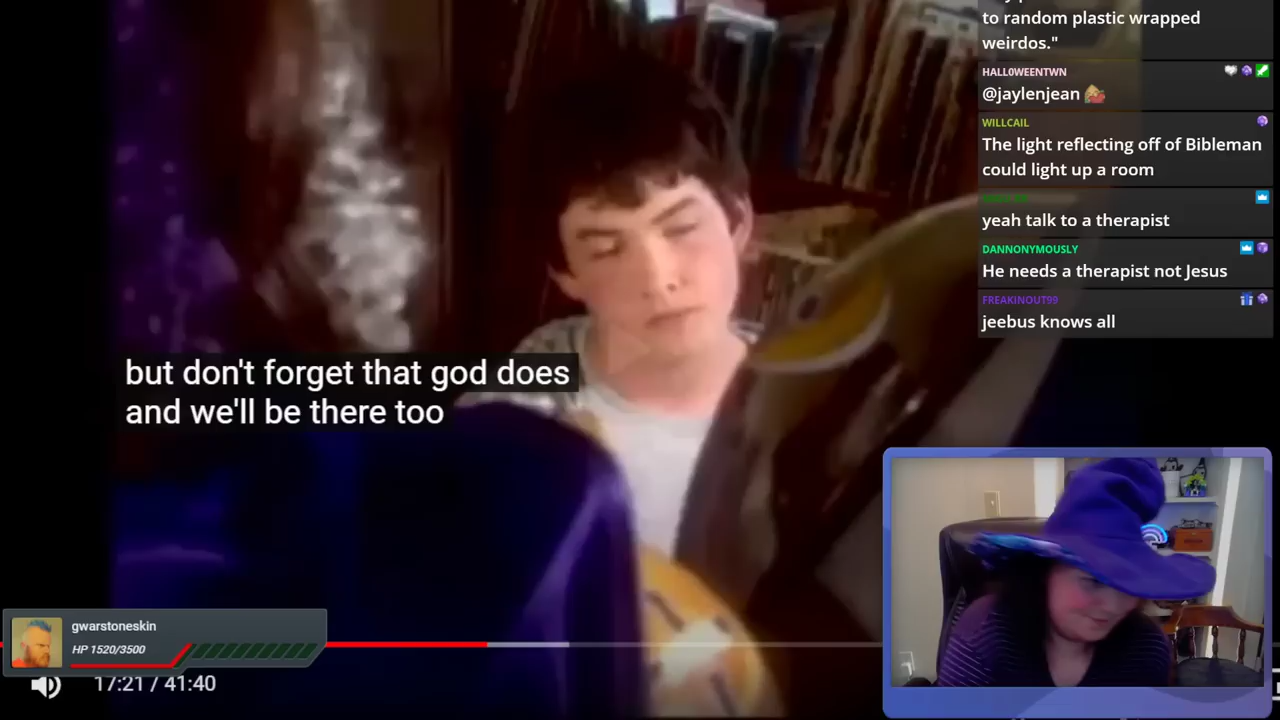 to random plastic wrapped
weirdos."
HALL0WEENTWN
@jaylenjean
WILLCAIL
The light reflecting off of Bibleman
could light up a room
yeah talk to a therapist
DANNONYMOUSLY
He needs a therapist not Jesus
FREAKINOUT99
jeebus knows all
but don't forget that god does
and we'll be there too
gwarstoneskin
HP 1520/3500
17:21 / 41:40